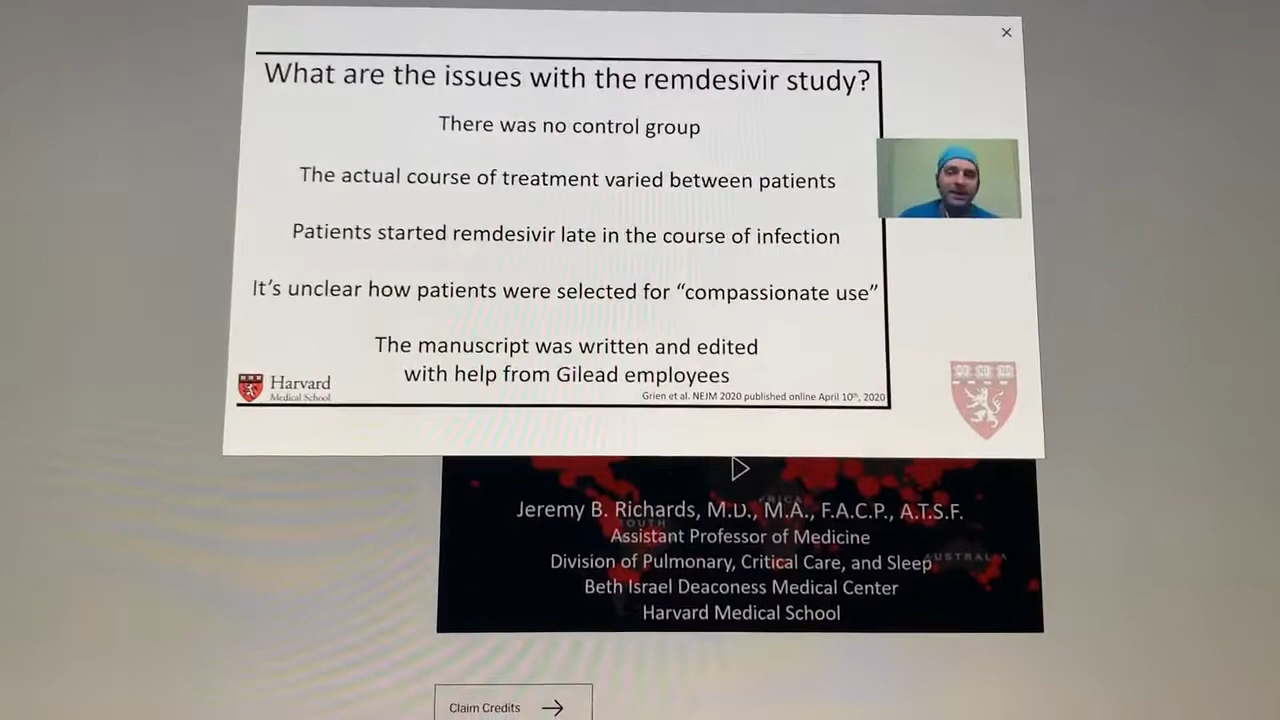 What are the issues with the remdesivir study?
There was no control group
The actual course of treatment varied between patients
Patients started remdesivir late in the course of infection
It's unclear how patients were selected for “compassionate use”
The manuscript was written and edited
with help from Gilead employees
Harvard
Medical School
Grien et al. NEJM 2020 published online April 10th, 2020
Jeremy B. Richards, M.D., M.A., F.A.C.P., A.T.S.F.
SOUTH
Assistant Professor of Medicine
Division of Pulmonary, Critical Care, and Sleep
AUSTRALIA
Beth Israel Deaconess Medical Center
Harvard Medical School
Claim Credits